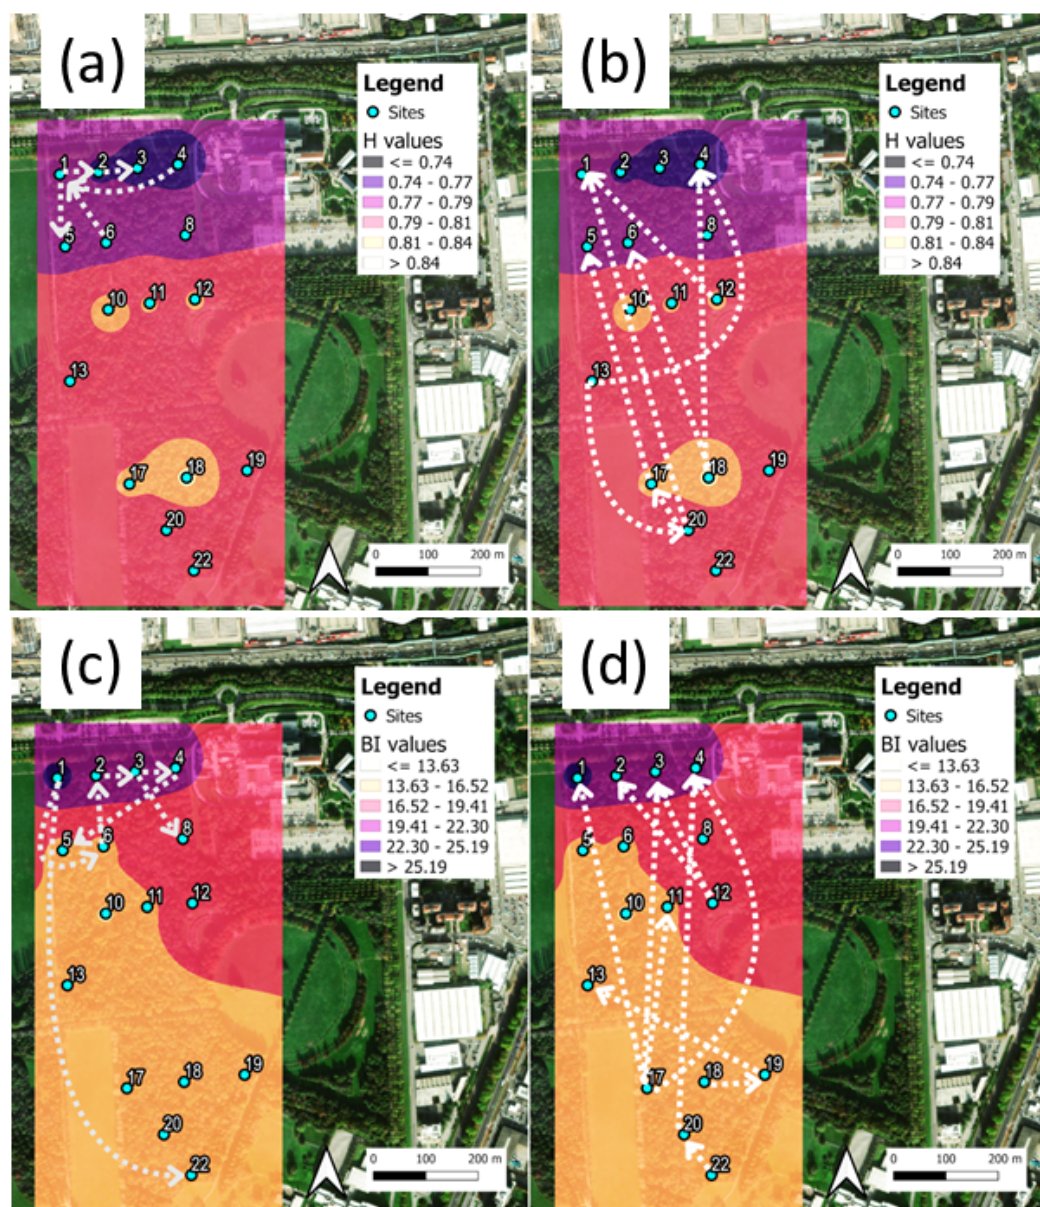 (a)
Legend
Sites
H values
<= 0.74
0.74 - 0.77
0.77 - 0.79
0.79 - 0.81
0.81 - 0.84
> 0.84
1
2
3
4
5
6
8
10
11
12
13
17
18
19
20
22
0 100 200 m
(b)
Legend
Sites
H values
<= 0.74
0.74 - 0.77
0.77 - 0.79
0.79 - 0.81
0.81 - 0.84
> 0.84
1
2
3
4
5
6
8
10
11
12
13
17
18
19
20
22
0 100 200 m
(c)
Legend
Sites
BI values
<= 13.63
13.63 - 16.52
16.52 - 19.41
19.41 - 22.30
22.30 - 25.19
> 25.19
1
2
3
4
5
6
8
10
11
12
13
17
18
19
20
22
0 100 200 m
(d)
Legend
Sites
BI values
<= 13.63
13.63 - 16.52
16.52 - 19.41
19.41 - 22.30
22.30 - 25.19
> 25.19
1
2
3
4
5
6
8
10
11
12
13
17
18
19
20
22
0 100 200 m